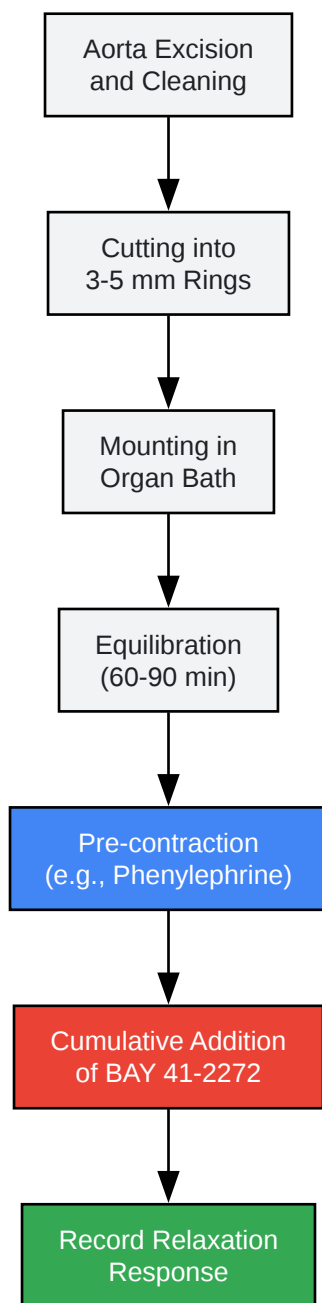 Aorta Excision
and Cleaning
Cutting into
3-5 mm Rings
Mounting in
Organ Bath
Equilibration
(60-90 min)
Pre-contraction
(e.g., Phenylephrine)
Cumulative Addition
of BAY 41-2272
Record Relaxation
Response